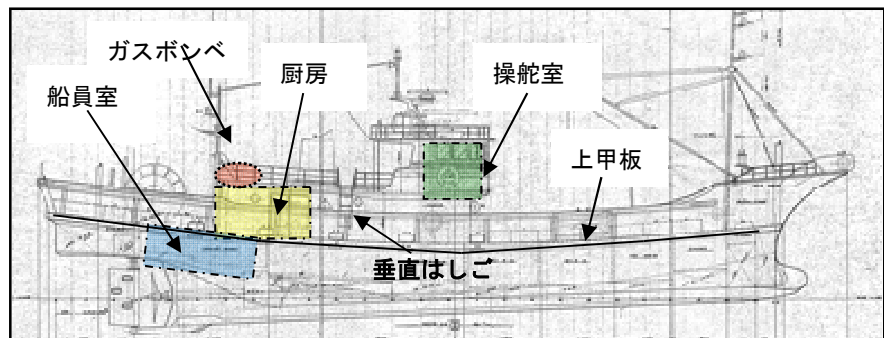 ガスボンベ
船員室
厨房
操舵室
上甲板
垂直はしご